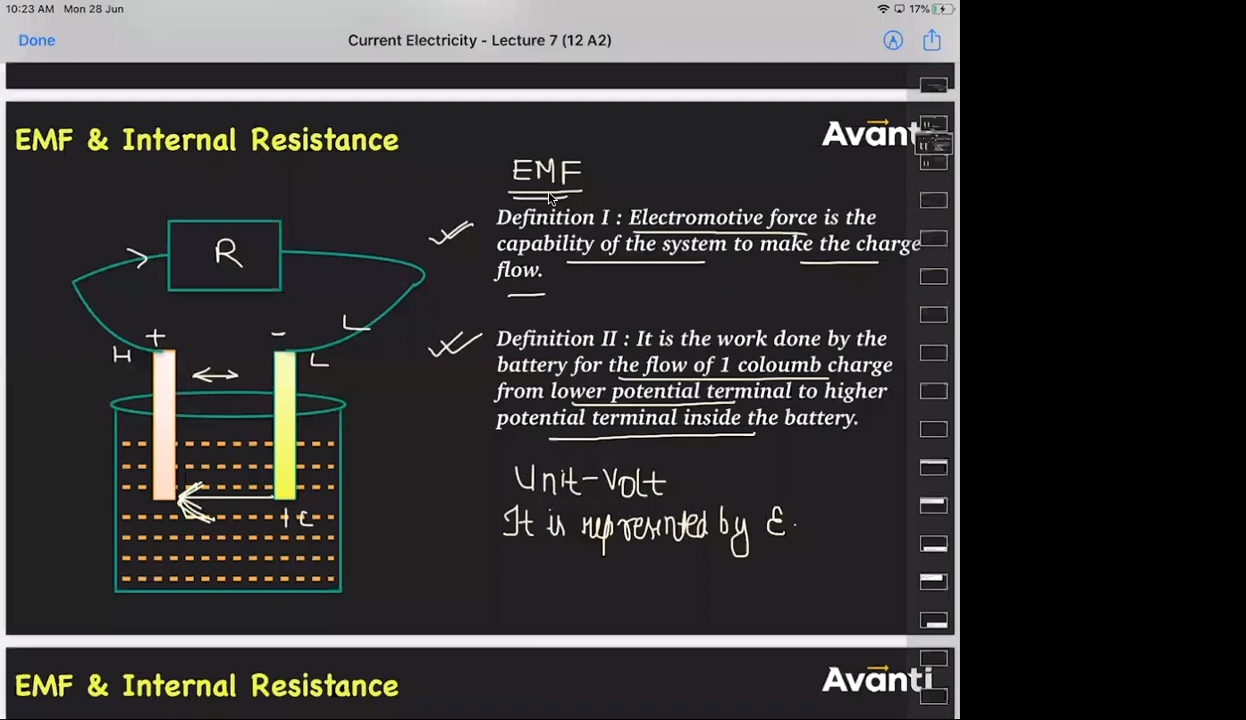 10:23 AM Mon 28 Jun
17%
Done
Current Electricity - Lecture 7 (12 A2)
EMF & Internal Resistance
Avanti
EMF
Definition I : Electromotive force is the
capability of the system to make the charge
flow.
R
+
-
H
L
L
Definition II : It is the work done by the
battery for the flow of 1 coloumb charge
from lower potential terminal to higher
potential terminal inside the battery.
1C
Unit-Volt
It is represented by ε.
EMF & Internal Resistance
Avanti